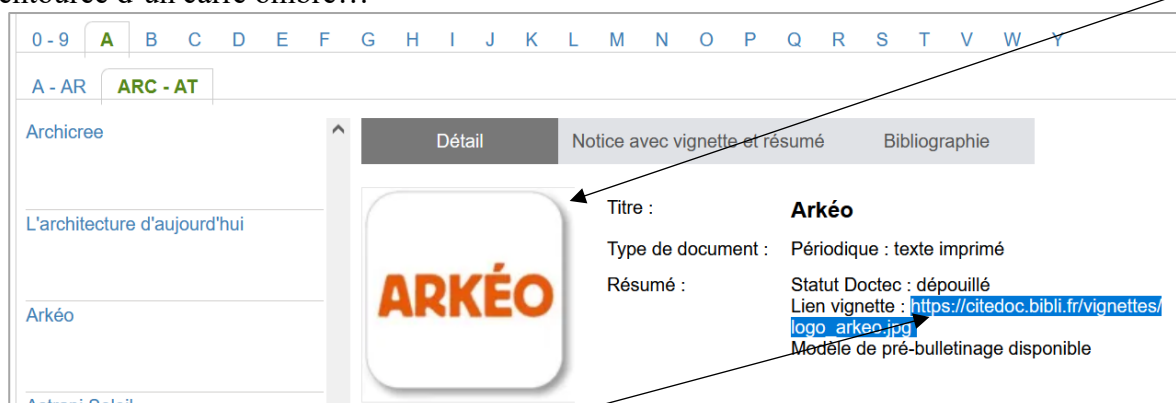 entourée d'un carré ombré…
0 - 9 A B C D E F G H I J K L M N O P Q R S T V W Y
A - AR ARC - AT
Archicree
L'architecture d'aujourd'hui
Arkéo
Détail Notice avec vignette et résumé Bibliographie
ARKÉO
Titre : Arkéo
Type de document : Périodique : texte imprimé
Résumé : Statut Doctec : dépouillé
Lien vignette : https://citedoc.bibli.fr/vignettes/
logo_arkeo.jpg
Modèle de pré-bulletinage disponible